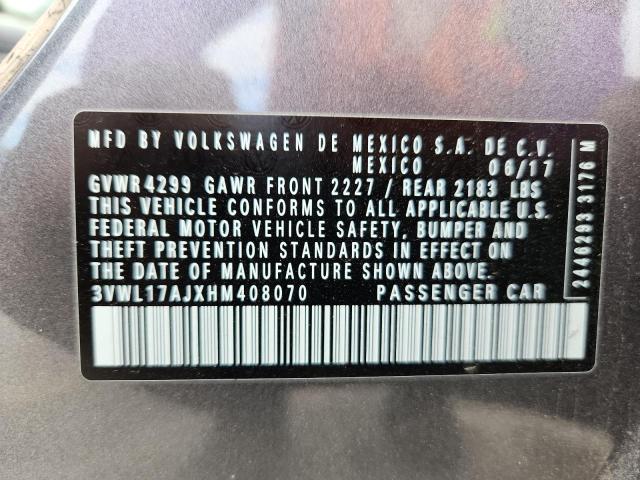 MFD BY VOLKSWAGEN DE MEXICO S.A. DE C.V.
MEXICO 06/17
GVWR 4299 GAWR FRONT 2227 / REAR 2183 LBS
THIS VEHICLE CONFORMS TO ALL APPLICABLE U.S.
FEDERAL MOTOR VEHICLE SAFETY, BUMPER AND
THEFT PREVENTION STANDARDS IN EFFECT ON
THE DATE OF MANUFACTURE SHOWN ABOVE.
3VWL17AJXHM408070 PASSENGER CAR
2446293 3176 M